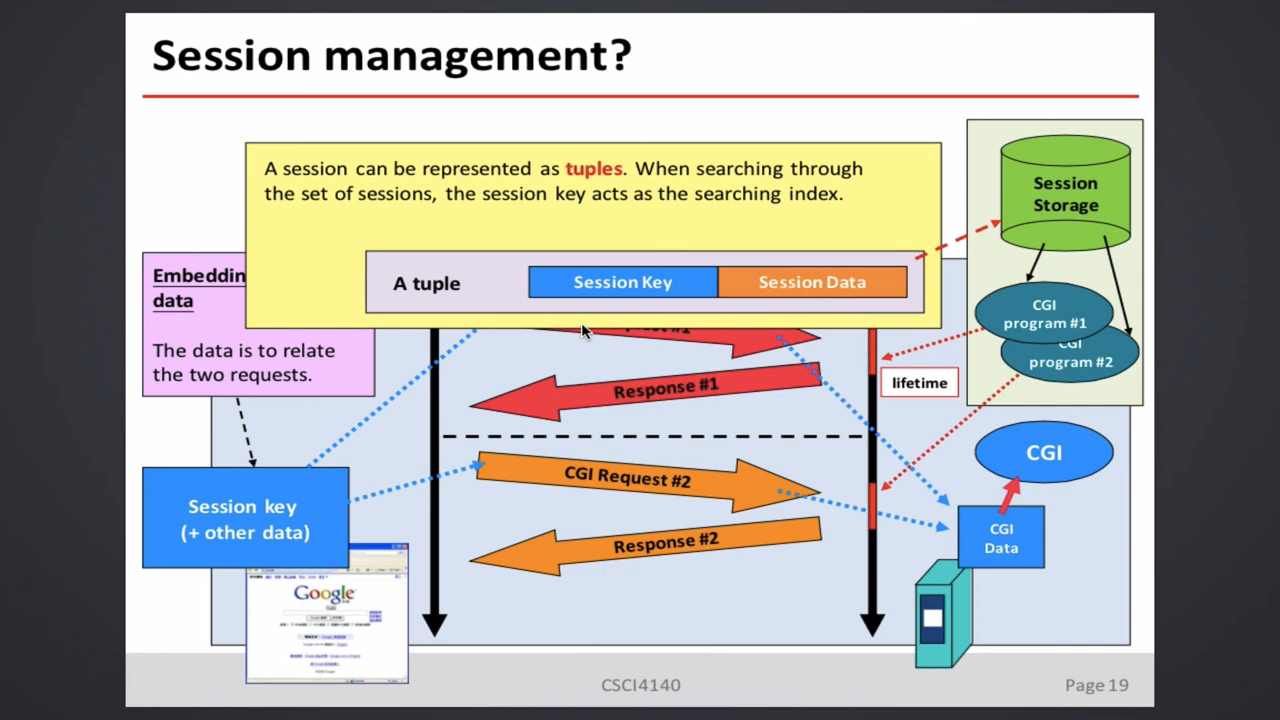 Session management?
A session can be represented as tuples. When searching through
the set of sessions, the session key acts as the searching index.
A tuple
Session Key
Session Data
Session
Storage
CGI
program #1
CGI
program #2
Embeddin
data
The data is to relate
the two requests.
#1
Response #1
lifetime
CGI Request #2
Response #2
CGI
Session key
(+ other data)
CGI
Data
Google
CSCI4140
Page 19